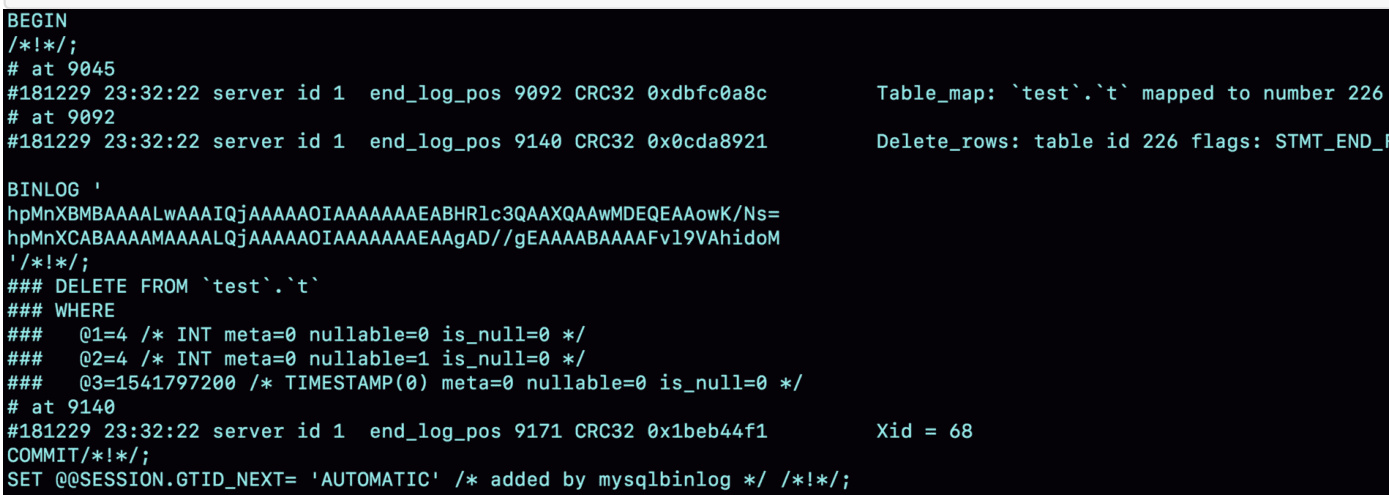 BEGIN
/*!*/;
# at 9045
#181229 23:32:22 server id 1  end_log_pos 9092 CRC32 0xdbfc0a8c         Table_map: `test`.`t` mapped to number 226
# at 9092
#181229 23:32:22 server id 1  end_log_pos 9140 CRC32 0x0cda8921         Delete_rows: table id 226 flags: STMT_END_F
BINLOG '
hpMnXBMBAAAALwAAAIQjAAAAAOIAAAAAAAEABHRlc3QAAXQAAwMDEQEAAowK/Ns=
hpMnXCABAAAAMAAAALQjAAAAAOIAAAAAAAEAAgAD//gEAAAABAAAAFvl9VAhidoM
'/*!*/;
### DELETE FROM `test`.`t`
### WHERE
###   @1=4 /* INT meta=0 nullable=0 is_null=0 */
###   @2=4 /* INT meta=0 nullable=1 is_null=0 */
###   @3=1541797200 /* TIMESTAMP(0) meta=0 nullable=0 is_null=0 */
# at 9140
#181229 23:32:22 server id 1  end_log_pos 9171 CRC32 0x1beb44f1         Xid = 68
COMMIT/*!*/;
SET @@SESSION.GTID_NEXT= 'AUTOMATIC' /* added by mysqlbinlog */ /*!*/;